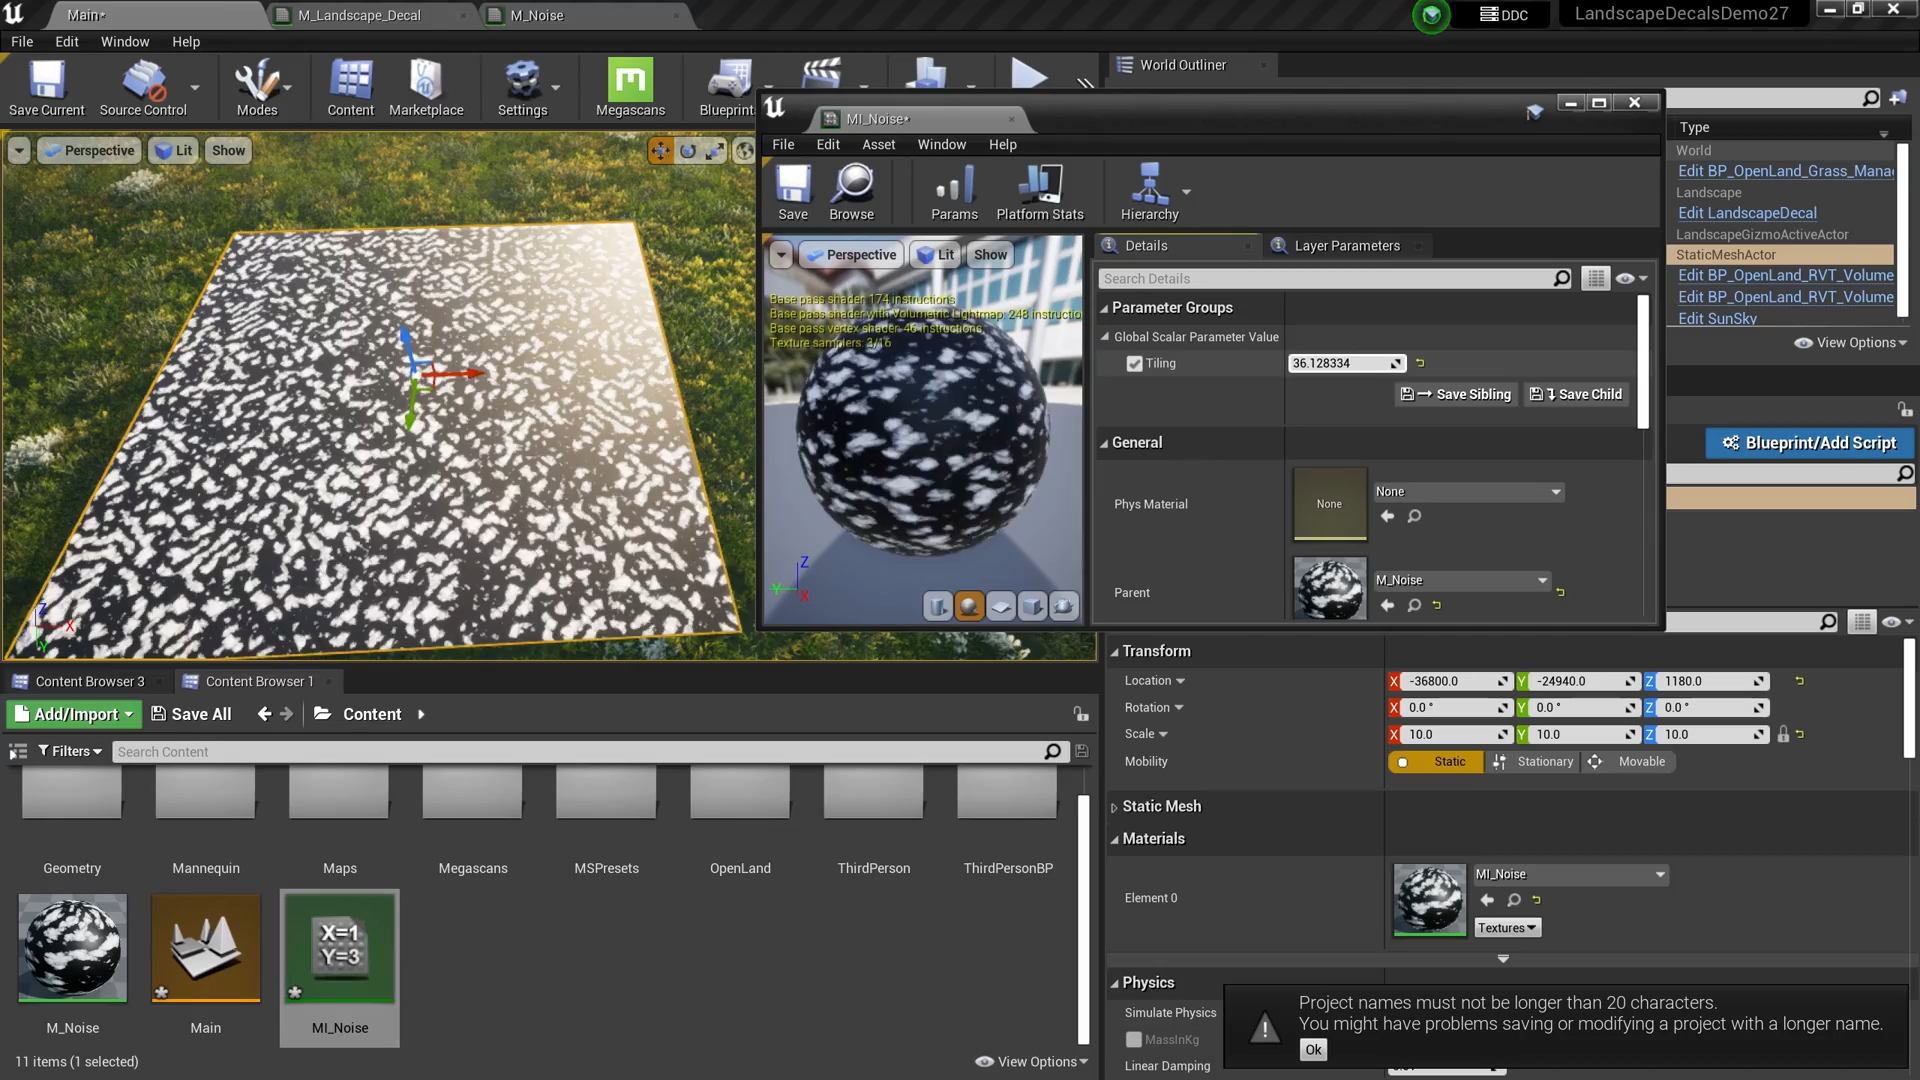 Main*
M_Landscape_Decal
M_Noise
DDC
LandscapeDecalsDemo27
File Edit Window Help
World Outliner
Save Current
Source Control
Modes
Content
Marketplace
Settings
Megascans
Blueprint
MI_Noise*
File Edit Asset Window Help
Save
Browse
Params
Platform Stats
Hierarchy
Perspective
Lit
Show
Perspective
Lit
Show
Base pass shader: 174 instructions
Base pass shader with Volumetric Lightmap: 248 instructio
Base pass vertex shader: 46 instructions
Texture samplers: 3/16
Details
Layer Parameters
Search Details
Parameter Groups
Global Scalar Parameter Value
Tiling
36.128334
Save Sibling
Save Child
General
Phys Material
None
None
Parent
M_Noise
Type
World
Edit BP_OpenLand_Grass_Mana
Landscape
Edit LandscapeDecal
LandscapeGizmoActiveActor
StaticMeshActor
Edit BP_OpenLand_RVT_Volume
Edit BP_OpenLand_RVT_Volume
Edit SunSky
View Options
Blueprint/Add Script
Z
X
Y
Z
Y
X
Content Browser 3
Content Browser 1
Add/Import
Save All
Content
Filters
Search Content
Geometry
Mannequin
Maps
Megascans
MSPresets
OpenLand
ThirdPerson
ThirdPersonBP
X=1
Y=3
M_Noise
Main
MI_Noise
11 items (1 selected)
View Options
Transform
Location
X -36800.0 Y -24940.0 Z 1180.0
Rotation
X 0.0 ° Y 0.0 ° Z 0.0 °
Scale
X 10.0 Y 10.0 Z 10.0
Mobility
Static
Stationary
Movable
Static Mesh
Materials
Element 0
MI_Noise
Textures
Physics
Simulate Physics
MassInKg
Linear Damping
Project names must not be longer than 20 characters.
You might have problems saving or modifying a project with a longer name.
Ok